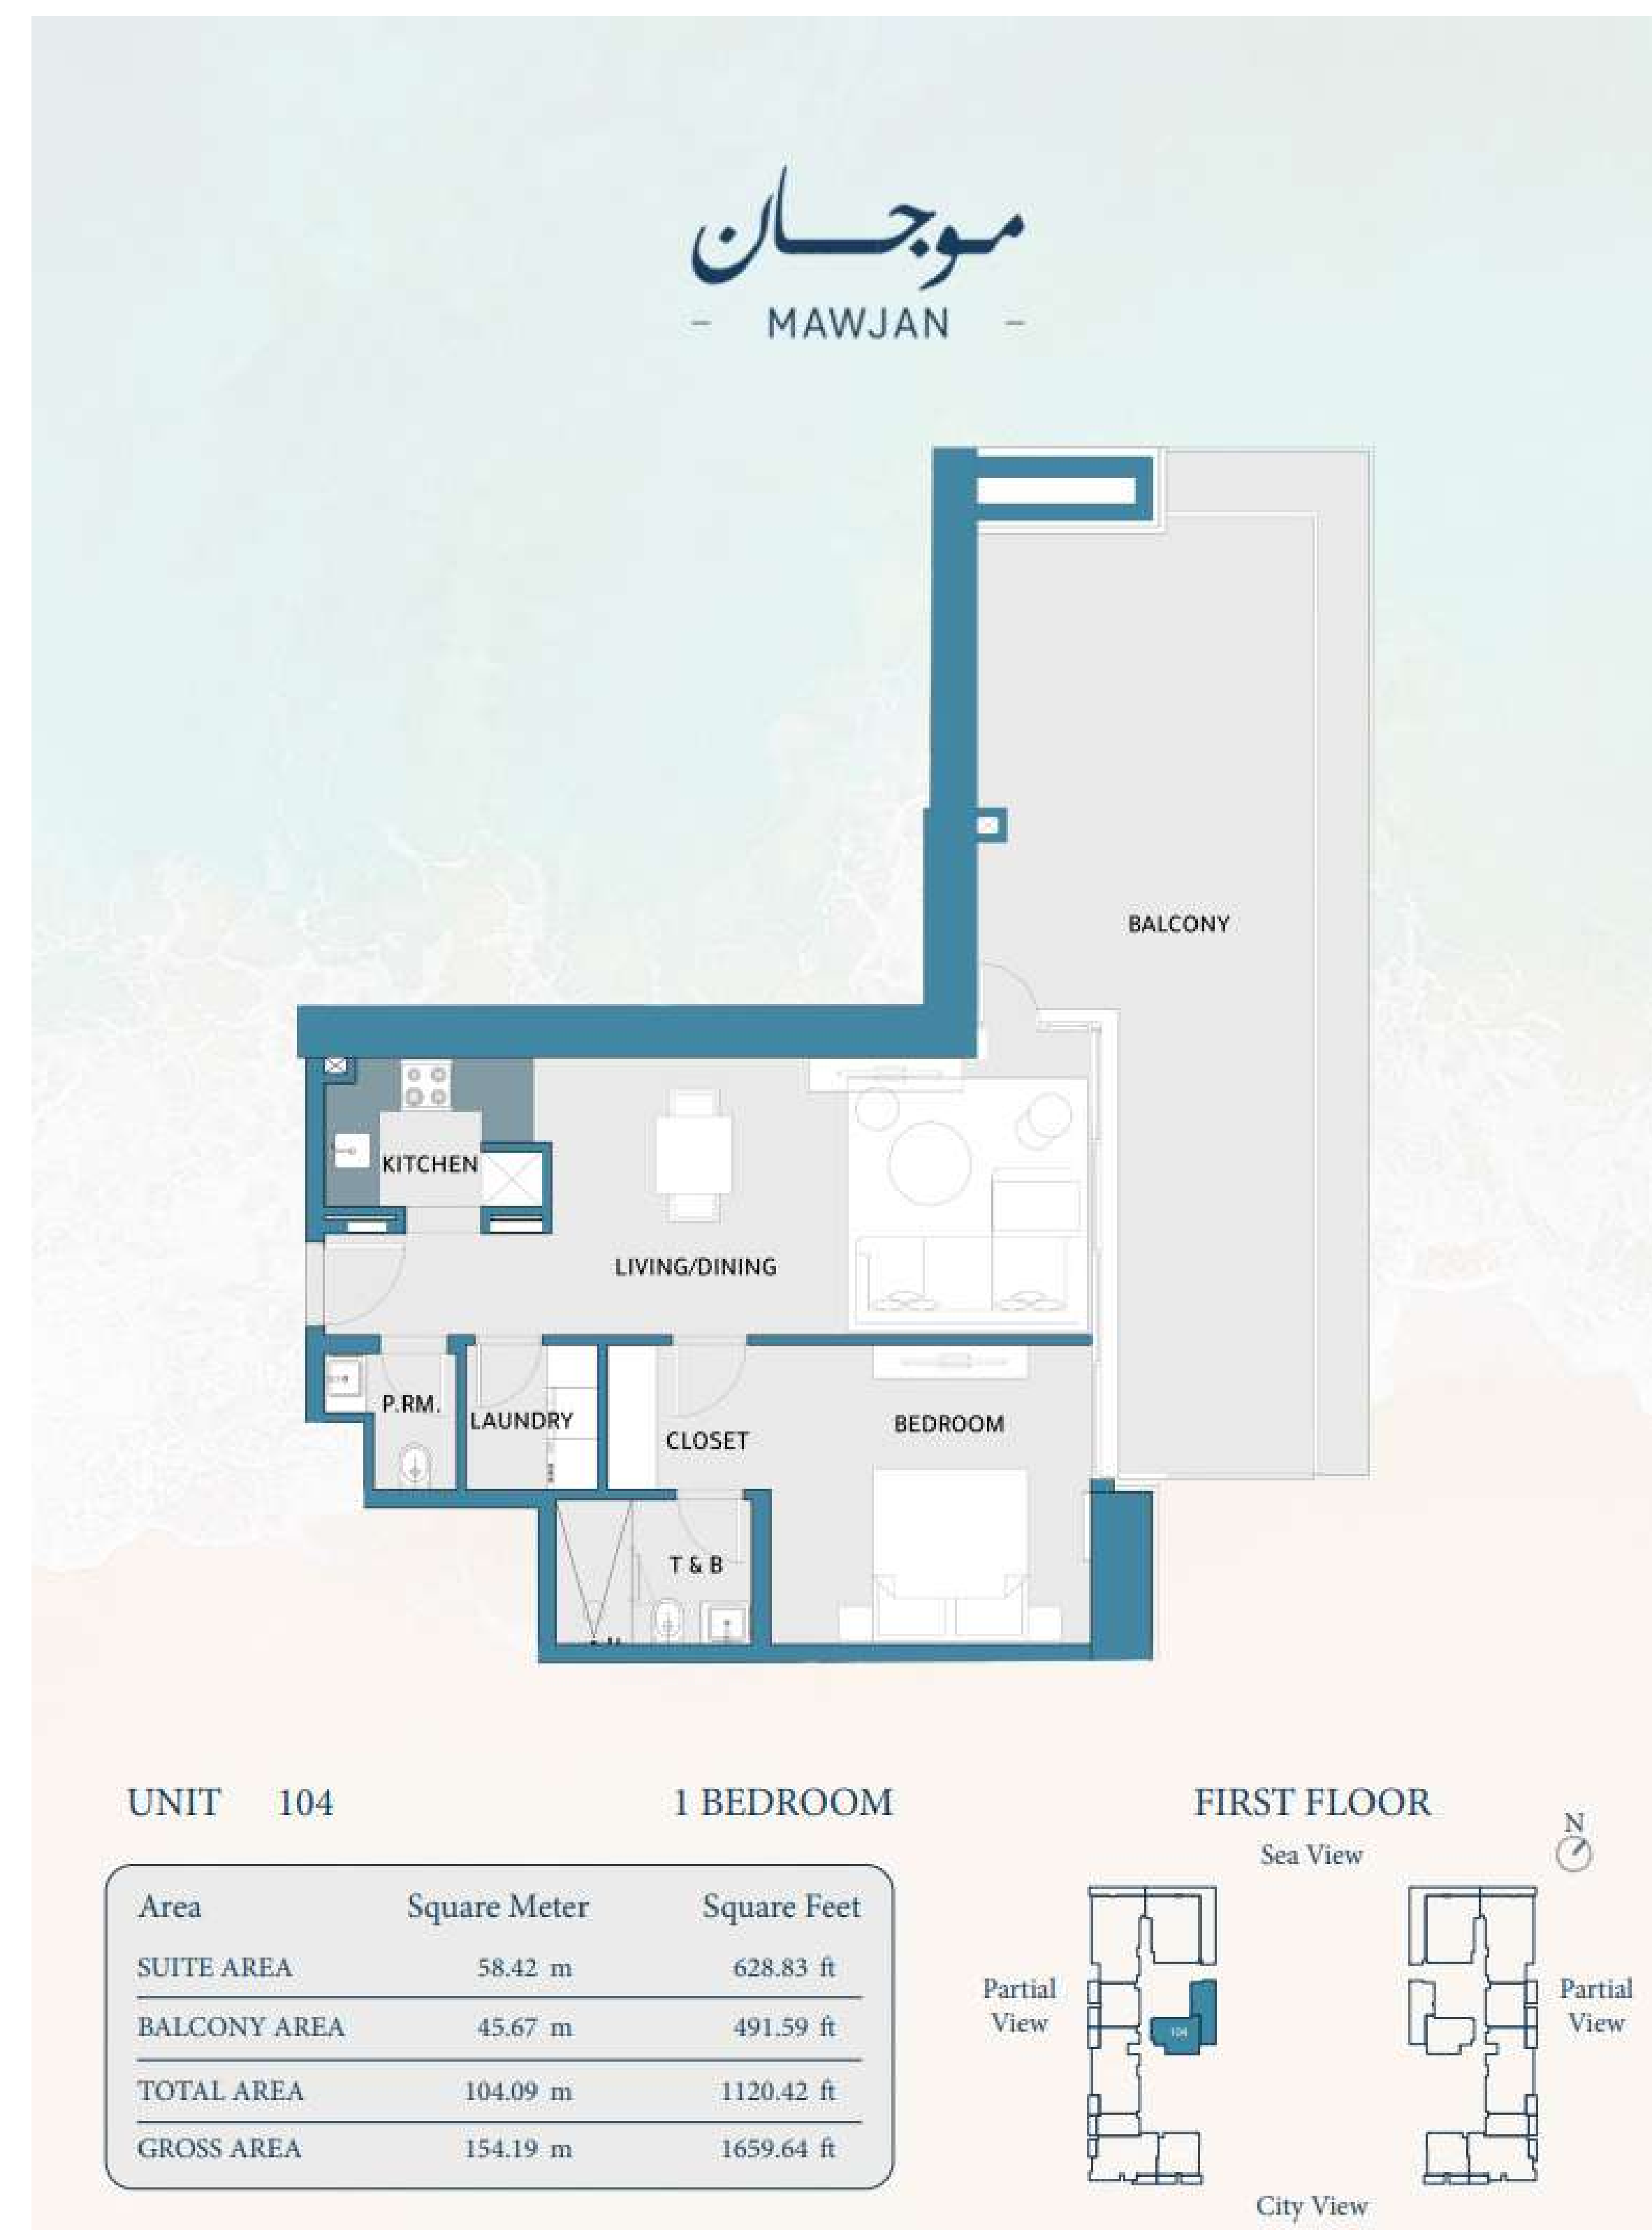 موجان
MAWJAN
BALCONY
KITCHEN
LIVING/DINING
P.RM.
LAUNDRY
CLOSET
BEDROOM
T & B
UNIT 104
1 BEDROOM
FIRST FLOOR
N
Sea View
Area Square Meter Square Feet
SUITE AREA 58.42 m 628.83 ft
BALCONY AREA 45.67 m 491.59 ft
TOTAL AREA 104.09 m 1120.42 ft
GROSS AREA 154.19 m 1659.64 ft
Partial
View
104
Partial
View
City View